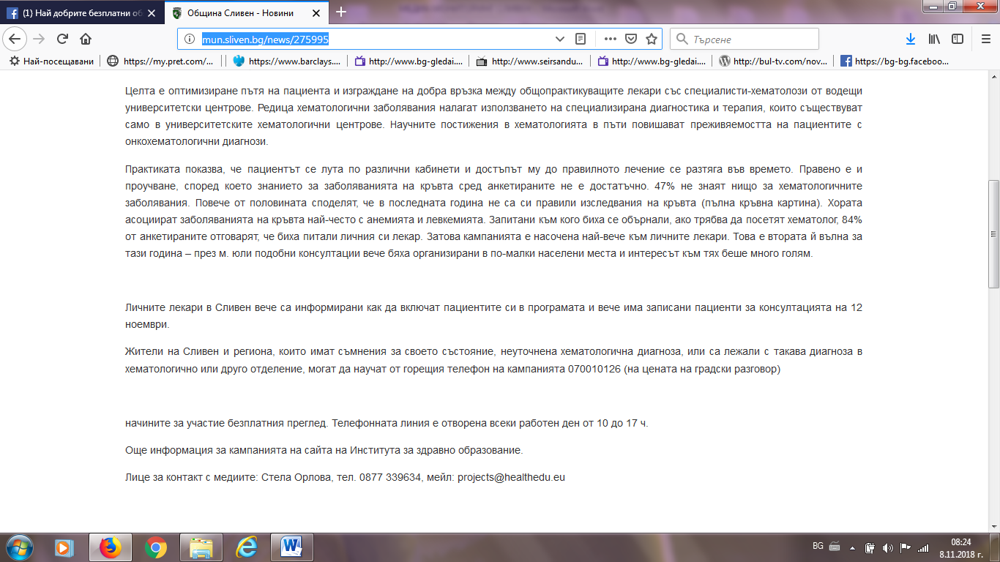 (1) Най добрите безплатни об
Община Сливен - Новини
mun.sliven.bg/news/275995
Търсене
Най-посещавани
https://my.pret.com/...
https://www.barclays....
http://www.bg-gledai....
http://www.seirsandu...
http://www.bg-gledai....
http://bul-tv.com/nov...
https://bg-bg.faceboo...
Целта е оптимизиране пътя на пациента и изграждане на добра връзка между общопрактикуващите лекари със специалисти-хематолози от водещи
университетски центрове. Редица хематологични заболявания налагат използването на специализирана диагностика и терапия, които съществуват
само в университетските хематологични центрове. Научните постижения в хематологията в пъти повишават преживяемостта на пациентите с
онкохематологични диагнози.
Практиката показва, че пациентът се лута по различни кабинети и достъпът му до правилното лечение се разтяга във времето. Правено е и
проучване, според което знанието за заболяванията на кръвта сред анкетираните не е достатъчно. 47% не знаят нищо за хематологичните
заболявания. Повече от половината споделят, че в последната година не са си правили изследвания на кръвта (пълна кръвна картина). Хората
асоциират заболяванията на кръвта най-често с анемията и левкемията. Запитани към кого биха се обърнали, ако трябва да посетят хематолог, 84%
от анкетираните отговарят, че биха питали личния си лекар. Затова кампанията е насочена най-вече към личните лекари. Това е втората й вълна за
тази година – през м. юли подобни консултации вече бяха организирани в по-малки населени места и интересът към тях беше много голям.
Личните лекари в Сливен вече са информирани как да включат пациентите си в програмата и вече има записани пациенти за консултацията на 12
ноември.
Жители на Сливен и региона, които имат съмнения за своето състояние, неуточнена хематологична диагноза, или са лежали с такава диагноза в
хематологично или друго отделение, могат да научат от горещия телефон на кампанията 070010126 (на цената на градски разговор)
начините за участие безплатния преглед. Телефонната линия е отворена всеки работен ден от 10 до 17 ч.
Още информация за кампанията на сайта на Института за здравно образование.
Лице за контакт с медиите: Стела Орлова, тел. 0877 339634, мейл: projects@healthedu.eu
BG
08:24
8.11.2018 г.